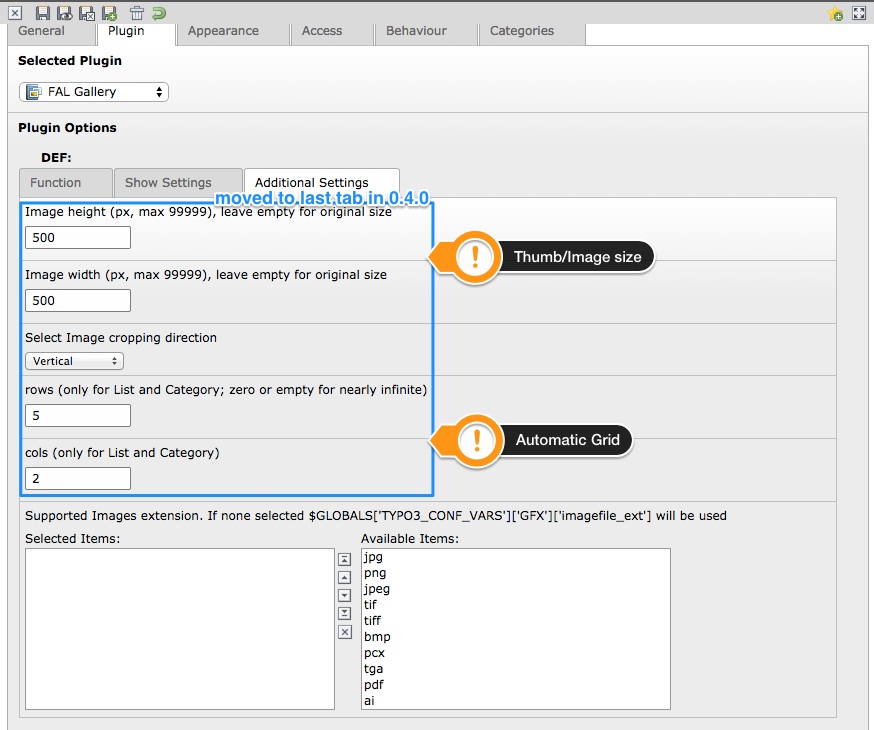 General Plugin Appearance Access Behaviour Categories
Selected Plugin
FAL Gallery
Plugin Options
DEF:
Function Show Settings Additional Settings
moved to last tab in 0.4.0
Image height (px, max 99999), leave empty for original size
500
Thumb/Image size
Image width (px, max 99999), leave empty for original size
500
Select Image cropping direction
Vertical
rows (only for List and Category; zero or empty for nearly infinite)
5
Automatic Grid
cols (only for List and Category)
2
Supported Images extension. If none selected $GLOBALS['TYPO3_CONF_VARS']['GFX']['imagefile_ext'] will be used
Selected Items: Available Items:
jpg
png
jpeg
tif
tiff
bmp
pcx
tga
pdf
ai